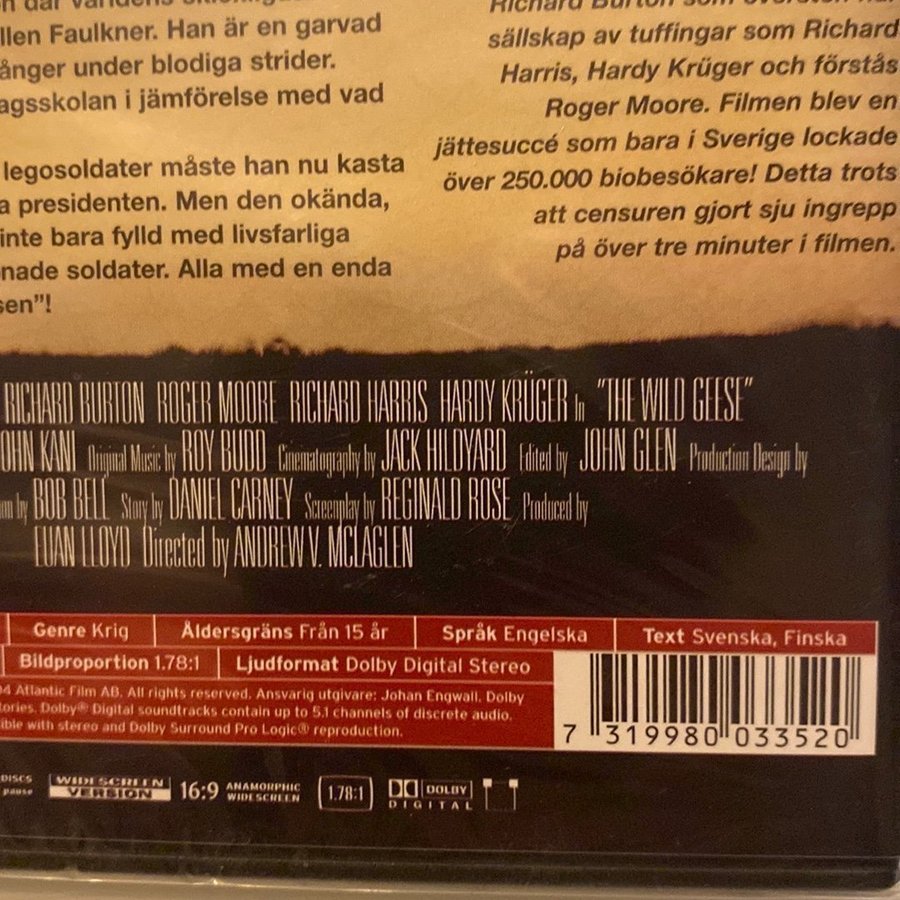 llen Faulkner. Han är en garvad
ånger under blodiga strider.
agsskolan i jämförelse med vad
legosoldater måste han nu kasta
a presidenten. Men den okända,
inte bara fylld med livsfarliga
nade soldater. Alla med en enda
sen"!
Richard Burton som översten har
sällskap av tuffingar som Richard
Harris, Hardy Krüger och förstås
Roger Moore. Filmen blev en
jättesuccé som bara i Sverige lockade
över 250.000 biobesökare! Detta trots
att censuren gjort sju ingrepp
på över tre minuter i filmen.
RICHARD BURTON ROGER MOORE RICHARD HARRIS HARDY KRÜGER in "THE WILD GEESE"
OHN KANI Original Music by ROY BUDD Cinematography by JACK HILDYARD Edited by JOHN GLEN Production Design by
on by BOB BELL Story by DANIEL CARNEY Screenplay by REGINALD ROSE Produced by
EUAN LLOYD Directed by ANDREW V. MCLAGLEN
Genre Krig Åldersgräns Från 15 år Språk Engelska Text Svenska, Finska
Bildproportion 1.78:1 Ljudformat Dolby Digital Stereo
04 Atlantic Film AB. All rights reserved. Ansvarig utgivare: Johan Engwall. Dolby
tories. Dolby® Digital soundtracks contain up to 5.1 channels of discrete audio.
ible with stereo and Dolby Surround Pro Logic® reproduction.
7 319980 033520
DISCS
pause
WIDESCREEN
VERSION
16:9 ANAMORPHIC
WIDESCREEN
1.78:1
DOLBY
DIGITAL